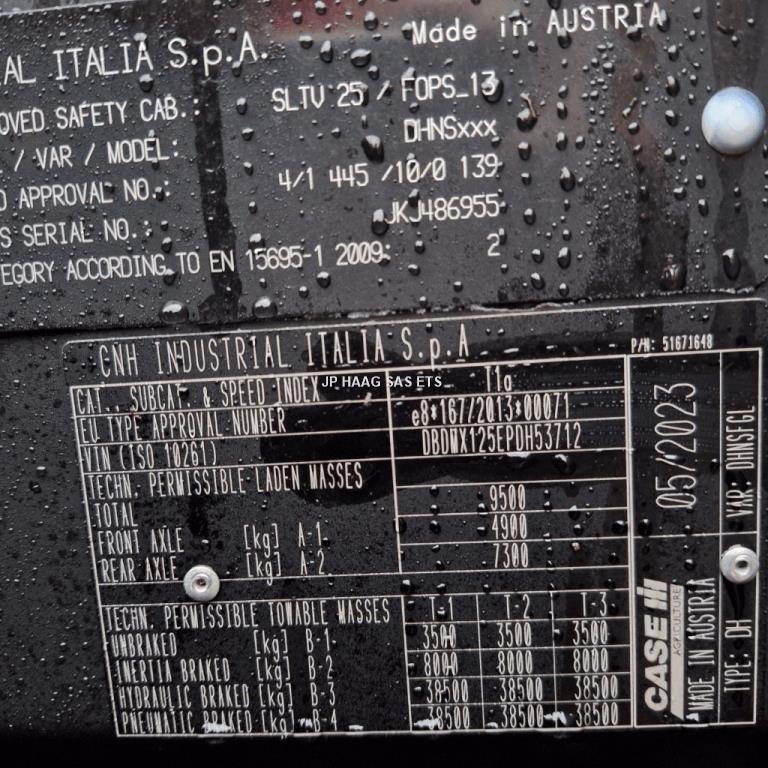 AL ITALIA S.p.A. Made in AUSTRIA
OVED SAFETY CAB.: SLTV 25 / FOPS_13
/ VAR / MODEL: DHNSxxx
D APPROVAL NO.: 4/1 445 /10/0 139
S SERIAL NO.: JKJ486955
EGORY ACCORDING TO EN 15695-1 2009: 2
CNH INDUSTRIAL ITALIA S.p.A P/N: 51671648
JP HAAG SAS ETS
CAT., SUBCAT. & SPEED INDEX T1a
EU TYPE APPROVAL NUMBER e8*167/2013*00071
VIN (ISO 10261) DBDMX125EPDH53712
TECHN. PERMISSIBLE LADEN MASSES
TOTAL 9500
FRONT AXLE [kg] A-1 4900
REAR AXLE [kg] A-2 7300
TECHN. PERMISSIBLE TOWABLE MASSES T-1 T-2 T-3
UNBRAKED [kg] B-1 3500 3500 3500
INERTIA BRAKED [kg] B-2 8000 8000 8000
HYDRAULIC BRAKED [kg] B-3 38500 38500 38500
PNEUMATIC BRAKED [kg] B-4 38500 38500 38500
05/2023
CASE IH
AGRICULTURE
MADE IN AUSTRIA
TYPE: DH VAR: DHNSFGL